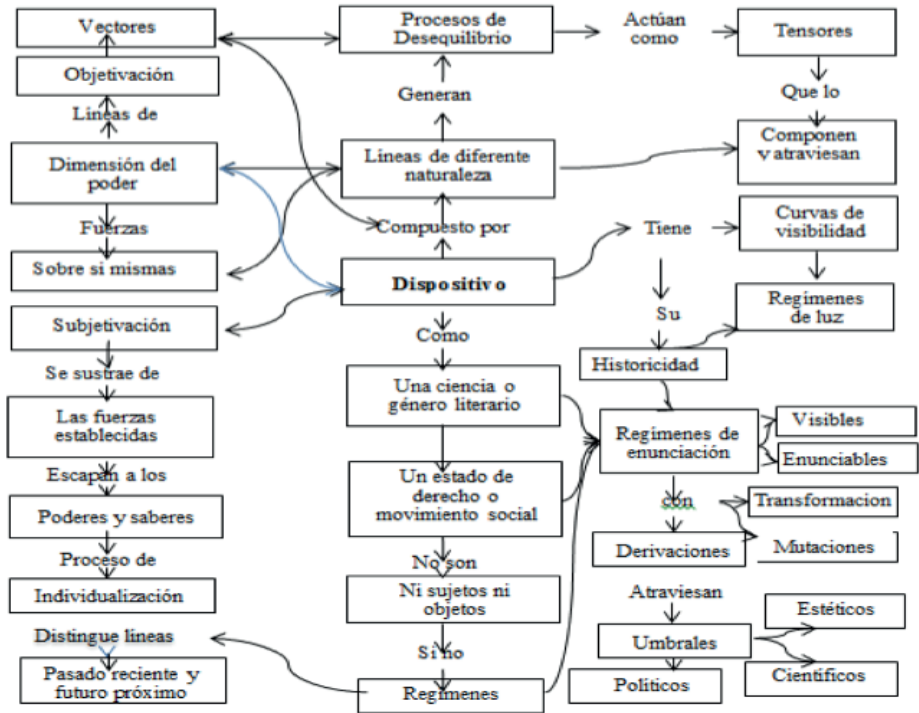 Vectores
Objetivación
Líneas de
Dimensión del
poder
Fuerzas
Sobre si mismas
Subjetivación
Se sustrae de
Las fuerzas
establecidas
Escapan a los
Poderes y saberes
Proceso de
Individualización
Distingue lineas
Pasado reciente y
futuro próximo
Procesos de
Desequilibrio
Generan
Lineas de diferente
naturaleza
Compuesto por
Dispositivo
Como
Una ciencia o
género literario
Un estado de
derecho o
movimiento social
No son
Ni sujetos ni
objetos
Si no
Regímenes
Actúan
como
Tensores
Que lo
Componen
y atraviesan
Tiene
Curvas de
visibilidad
Regímenes
de luz
Su
Historicidad
Regímenes de
enunciación
Visibles
Enunciables
con
Transformacion
Mutaciones
Derivaciones
Atraviesan
Umbrales
Estéticos
Científicos
Políticos